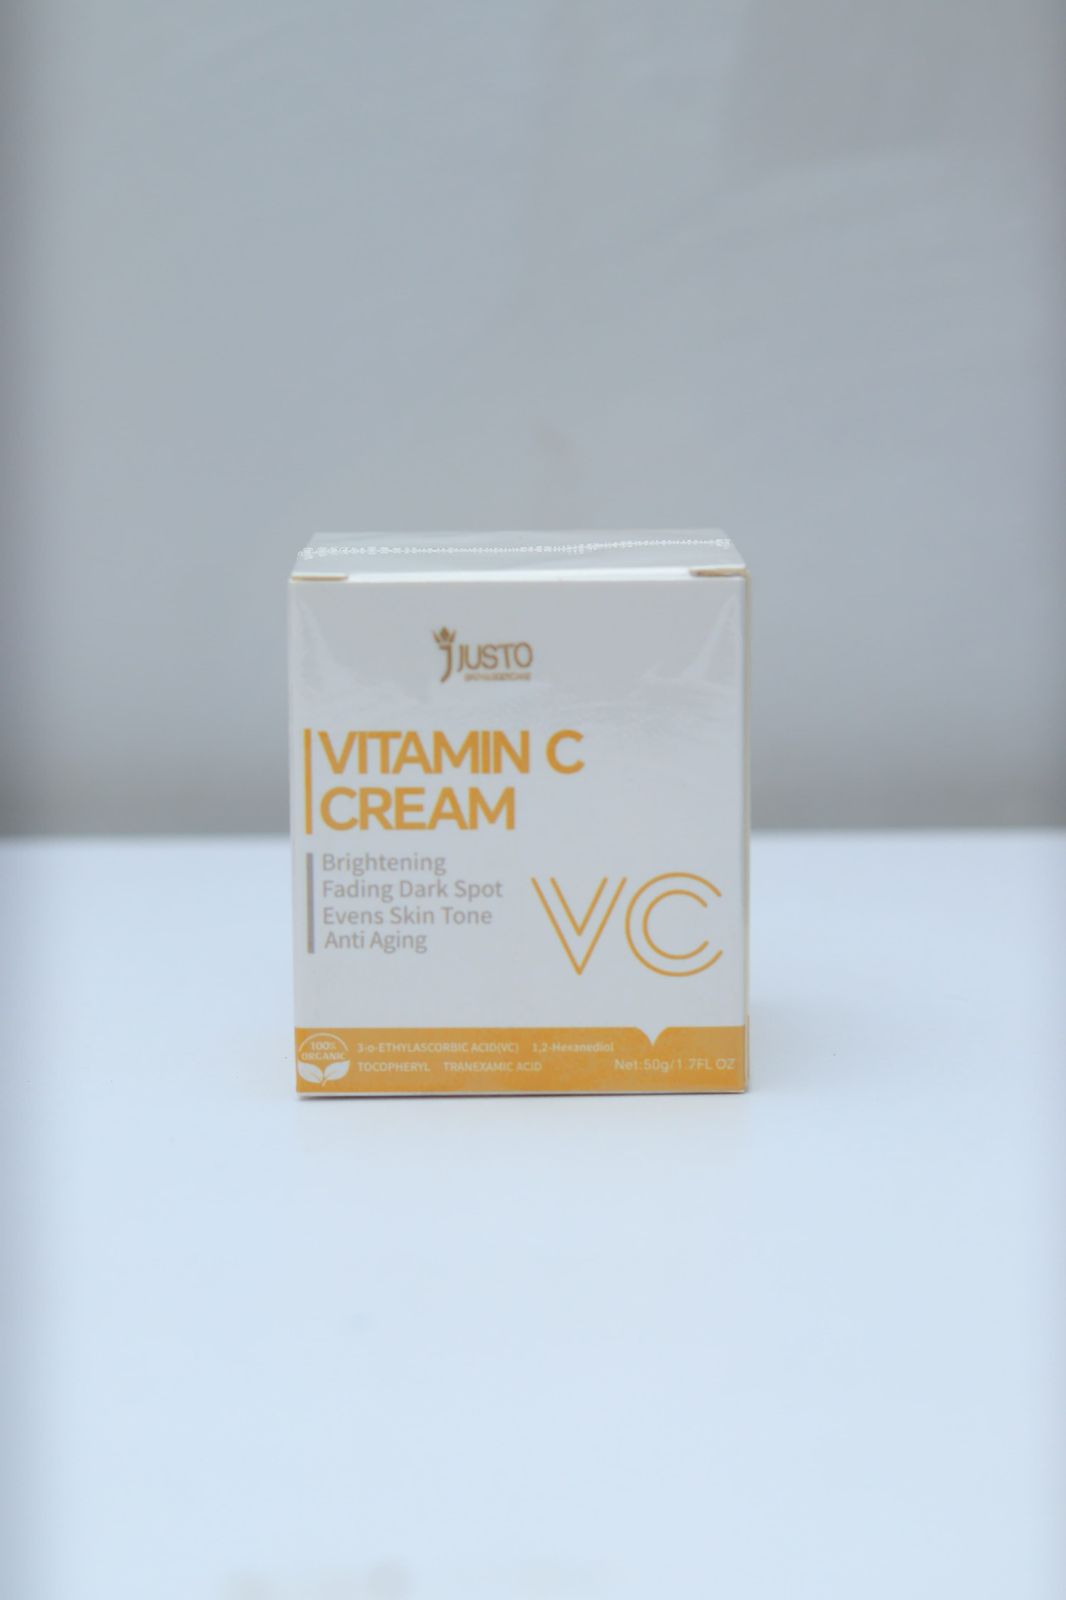 JUSTO
VITAMIN C
CREAM
Brightening
Fading Dark Spot
Evens Skin Tone
Anti Aging
VC
100%
ORGANIC
3-o-ETHYLASCORBIC ACID(VC) 1,2-Hexanediol
TOCOPHERYL TRANEXAMIC ACID
Net:50g/1.7FL OZ